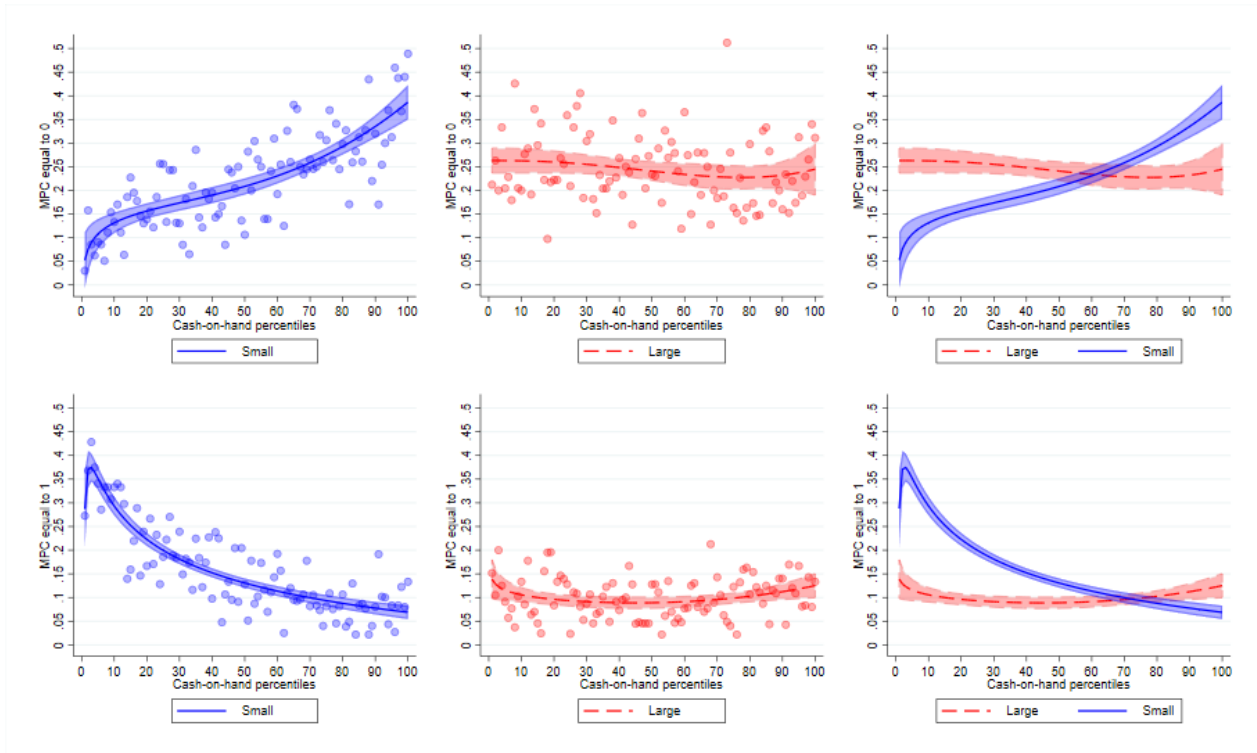 MPC equal to 0
0 .05 .1 .15 .2 .25 .3 .35 .4 .45 .5
0 10 20 30 40 50 60 70 80 90 100
Cash-on-hand percentiles
Small
MPC equal to 0
0 .05 .1 .15 .2 .25 .3 .35 .4 .45 .5
0 10 20 30 40 50 60 70 80 90 100
Cash-on-hand percentiles
Large
MPC equal to 0
0 .05 .1 .15 .2 .25 .3 .35 .4 .45 .5
0 10 20 30 40 50 60 70 80 90 100
Cash-on-hand percentiles
Large Small
MPC equal to 1
0 .05 .1 .15 .2 .25 .3 .35 .4 .45 .5
0 10 20 30 40 50 60 70 80 90 100
Cash-on-hand percentiles
Small
MPC equal to 1
0 .05 .1 .15 .2 .25 .3 .35 .4 .45 .5
0 10 20 30 40 50 60 70 80 90 100
Cash-on-hand percentiles
Large
MPC equal to 1
0 .05 .1 .15 .2 .25 .3 .35 .4 .45 .5
0 10 20 30 40 50 60 70 80 90 100
Cash-on-hand percentiles
Large Small